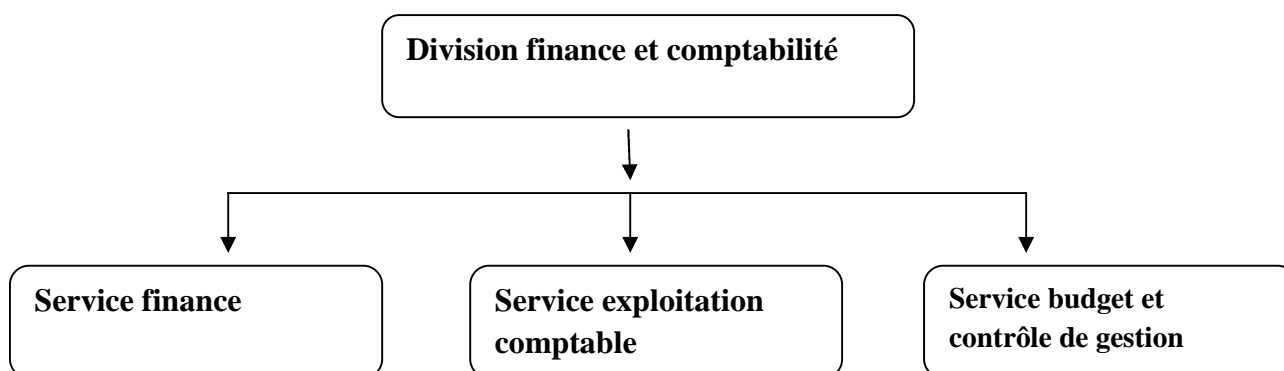 Division finance et comptabilité
Service finance
Service exploitation
comptable
Service budget et
contrôle de gestion